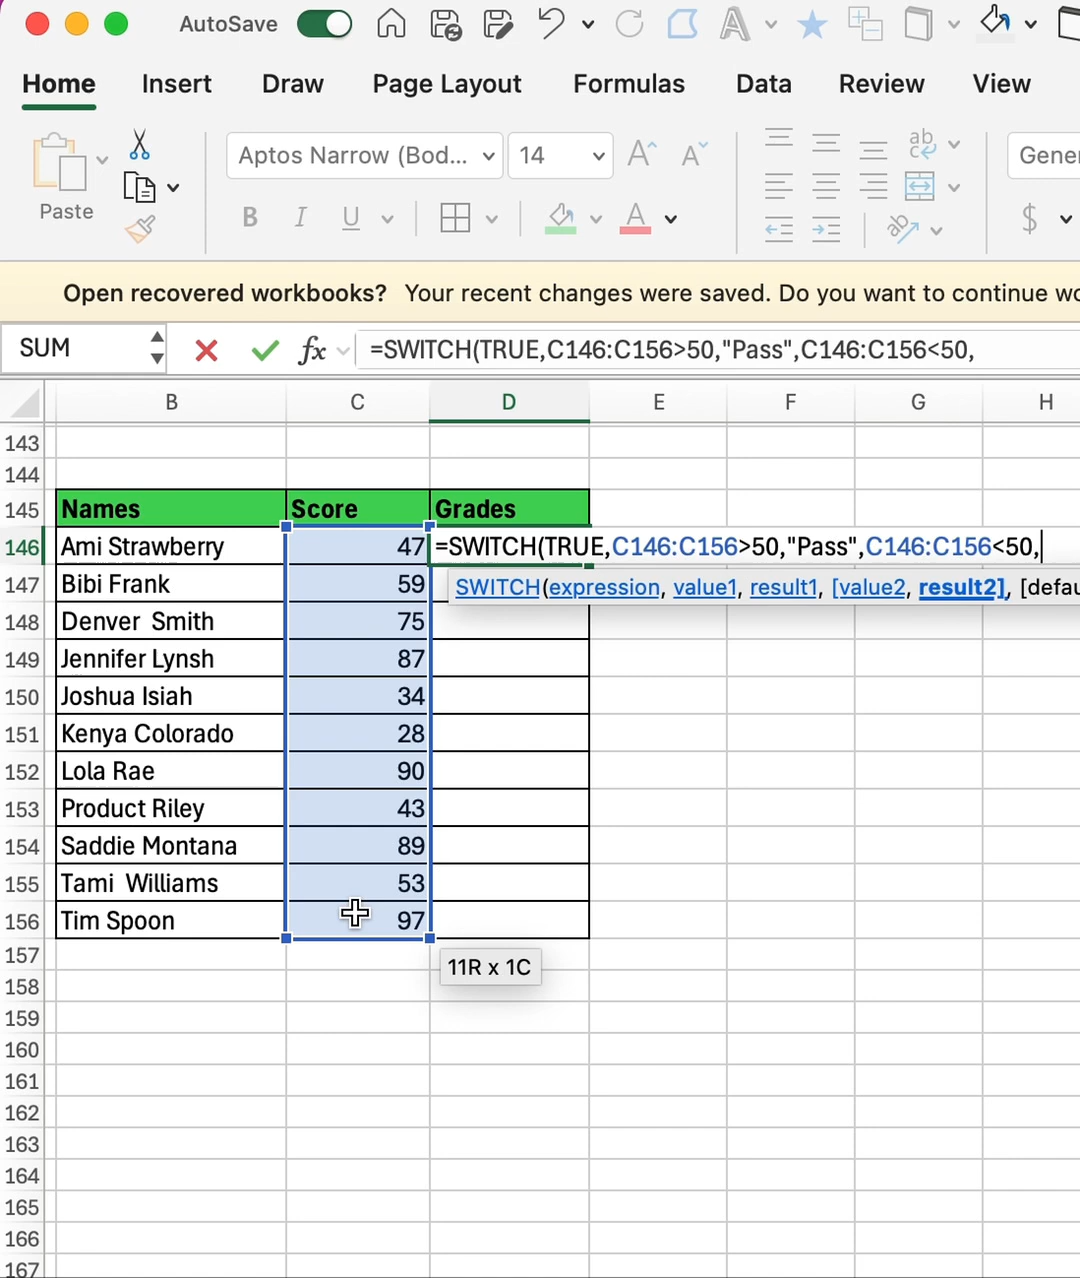 AutoSave
Home Insert Draw Page Layout Formulas Data Review View
Paste
Aptos Narrow (Bod... 14
B I U A
ab
$
Open recovered workbooks? Your recent changes were saved. Do you want to continue
SUM fx =SWITCH(TRUE,C146:C156>50,"Pass",C146:C156<50,
B C D E F G H
143
144
145 Names Score Grades
146 Ami Strawberry 47 =SWITCH(TRUE,C146:C156>50,"Pass",C146:C156<50,
147 Bibi Frank 59 SWITCH(expression, value1, result1, [value2, result2],
148 Denver  Smith 75
149 Jennifer Lynsh 87
150 Joshua Isiah 34
151 Kenya Colorado 28
152 Lola Rae 90
153 Product Riley 43
154 Saddie Montana 89
155 Tami  Williams 53
156 Tim Spoon 97
157 11R x 1C
158
159
160
161
162
163
164
165
166
167